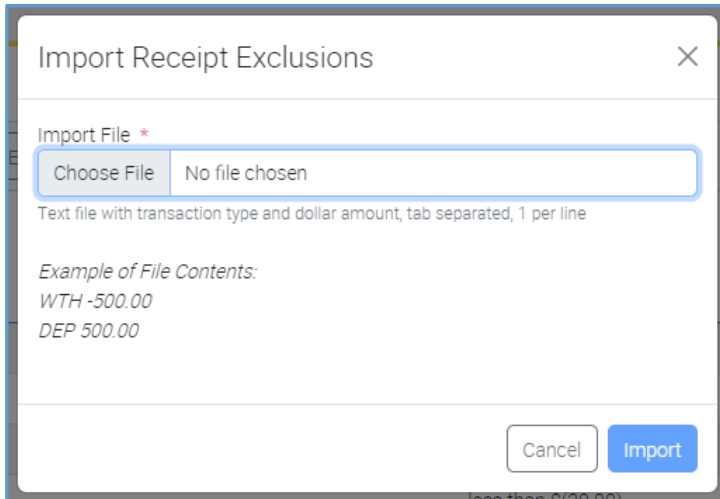 Import Receipt Exclusions
Import File *
Choose File No file chosen
Text file with transaction type and dollar amount, tab separated, 1 per line
Example of File Contents:
WTH -500.00
DEP 500.00
Cancel Import